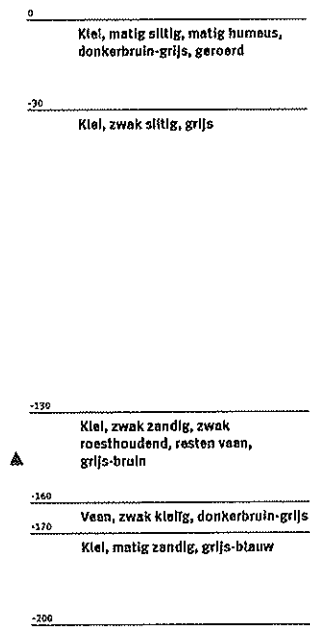 0
Klei, matig siltig, matig humeus,
donkerbruin-grijs, geroerd
-30
Klei, zwak siltig, grijs
-130
Klei, zwak zandig, zwak
roesthoudend, resten veen,
grijs-bruin
-160
Veen, zwak kleiïg, donkerbruin-grijs
-170
Klei, matig zandig, grijs-blauw
-200